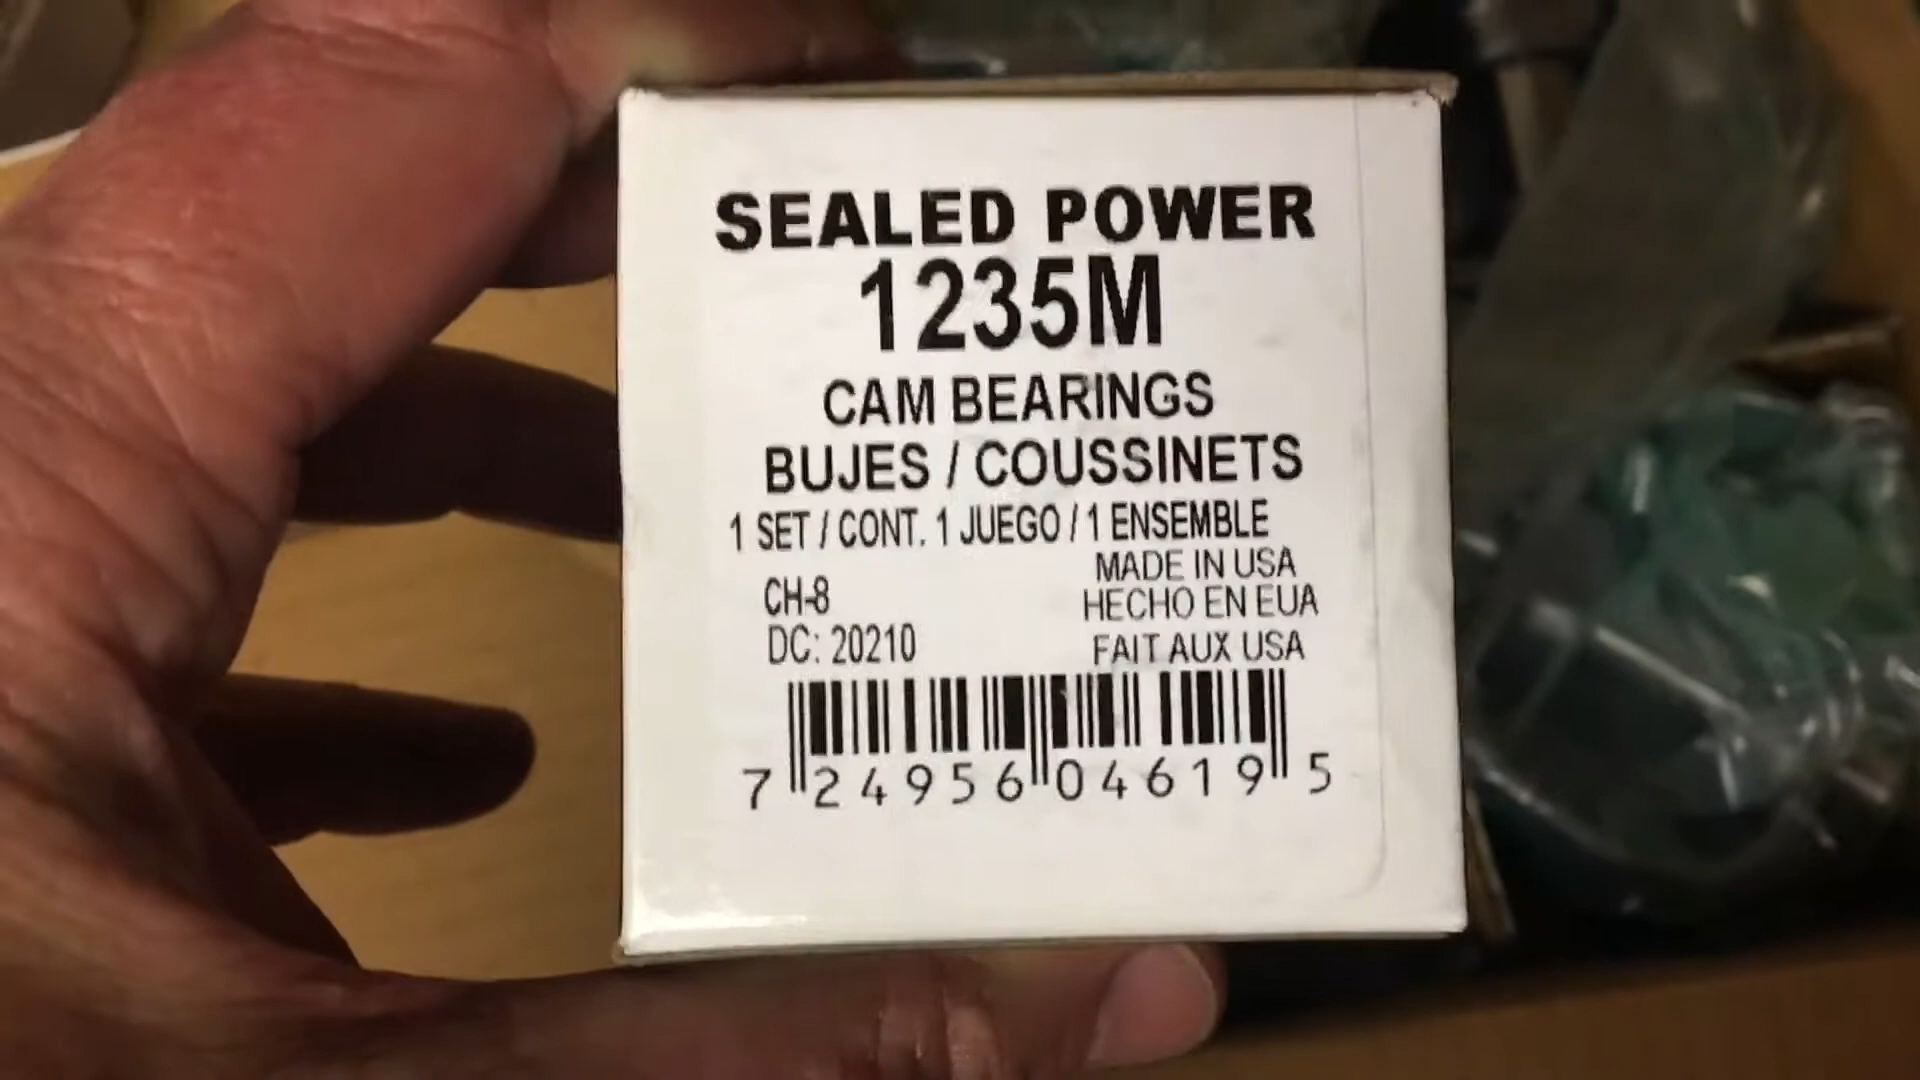 SEALED POWER
1235M
CAM BEARINGS
BUJES / COUSSINETS
1 SET / CONT. 1 JUEGO / 1 ENSEMBLE
MADE IN USA
CH-8
HECHO EN EUA
DC: 20210
FAIT AUX USA
7 24956 04619 5